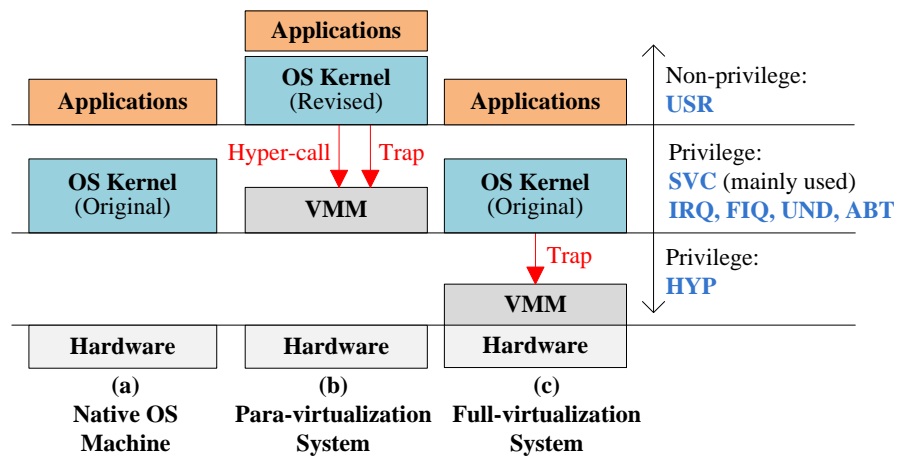 Applications
OS Kernel
(Revised)
Applications
Applications
Non-privilege:
USR
Hyper-call
Trap
Privilege:
SVC (mainly used)
IRQ, FIQ, UND, ABT
OS Kernel
(Original)
VMM
OS Kernel
(Original)
Trap
Privilege:
HYP
VMM
Hardware
Hardware
Hardware
(a)
Native OS
Machine
(b)
Para-virtualization
System
(c)
Full-virtualization
System